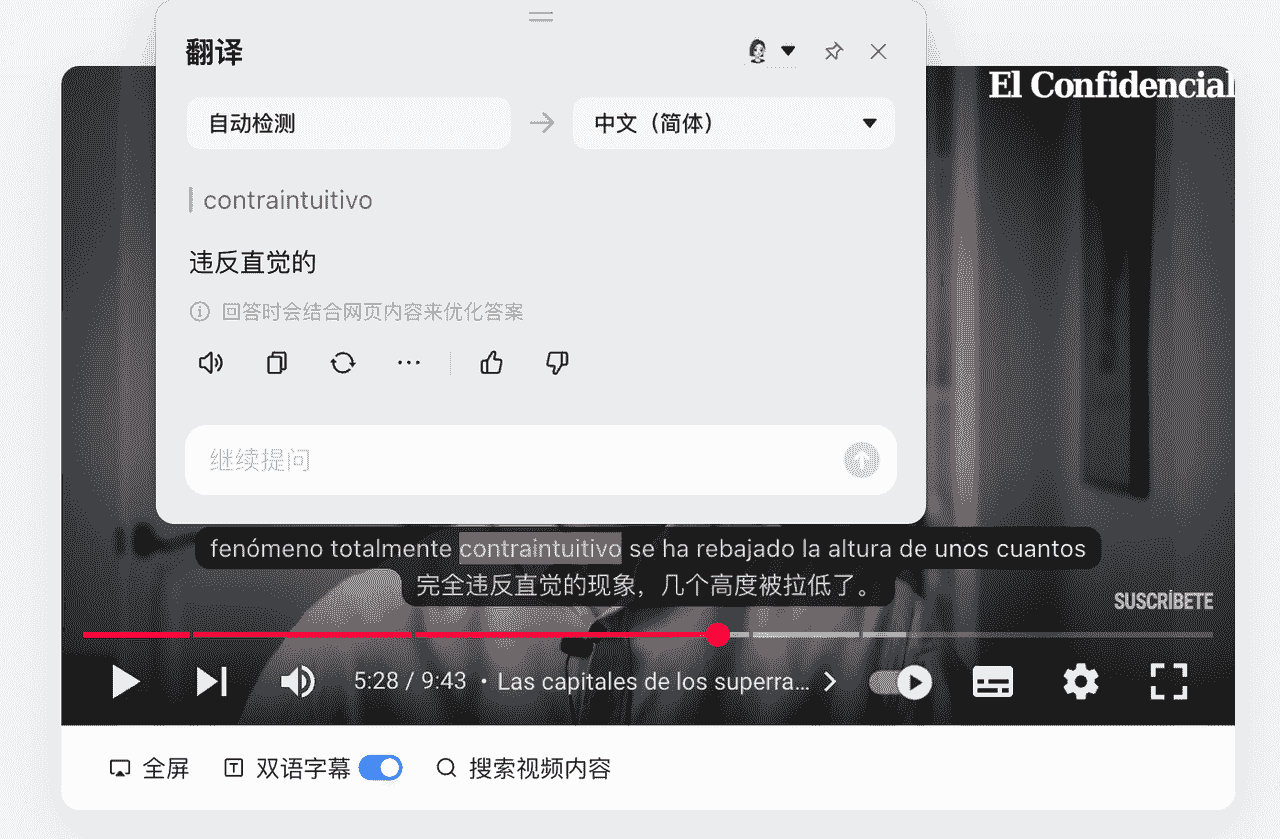 翻译
El Confidencial
自动检测
中文（简体）
contraintuitivo
违反直觉的
回答时会结合网页内容来优化答案
继续提问
fenómeno totalmente contraintuitivo se ha rebajado la altura de unos cuantos
完全违反直觉的现象，几个高度被拉低了。
SUSCRÍBETE
5:28 / 9:43 • Las capitales de los superra...
全屏
双语字幕
搜索视频内容